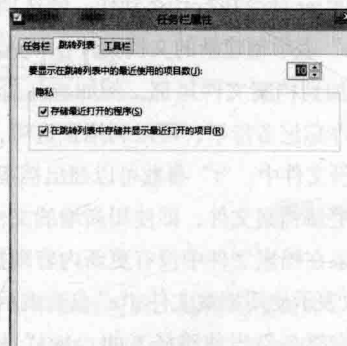 任务栏属性
任务栏 跳转列表 工具栏
要显示在跳转列表中的最近使用的项目数(J): 10
隐私
存储最近打开的程序(S)
在跳转列表中存储并显示最近打开的项目(R)